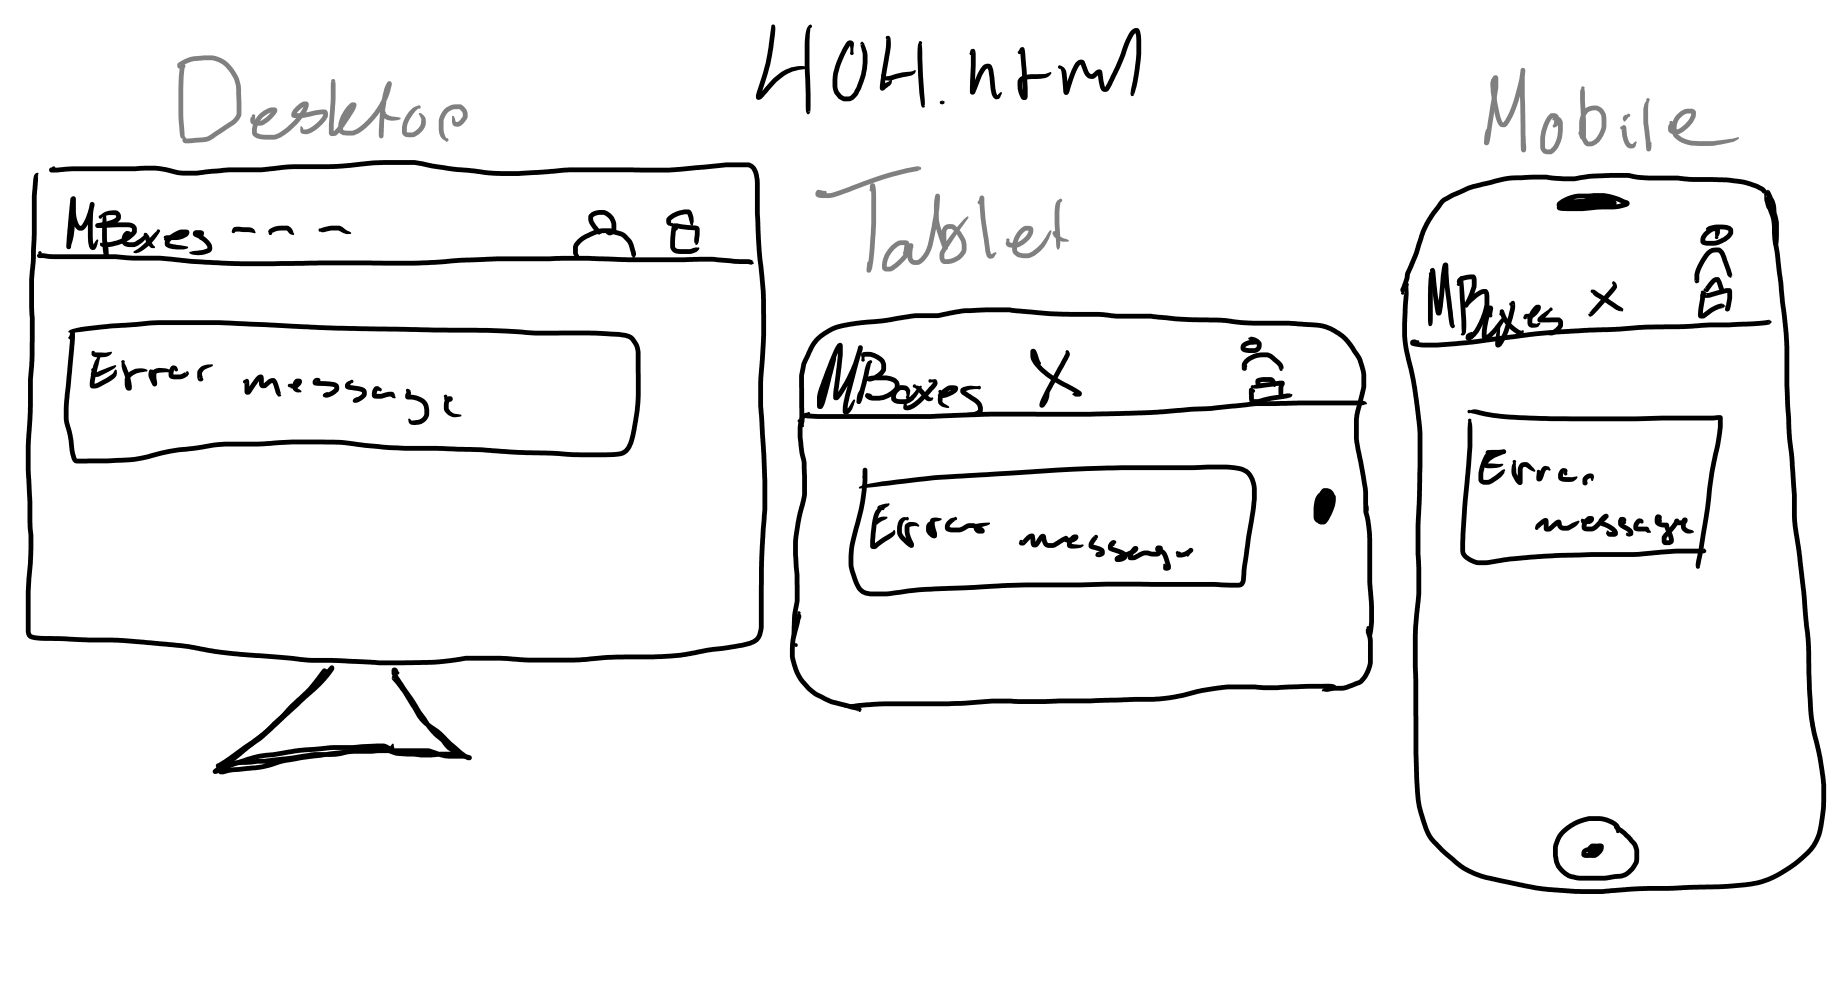 404.html
Desktop
MBoxes
Error message
Tablet
MBoxes X
Error message
Mobile
MBoxes X
Error
message